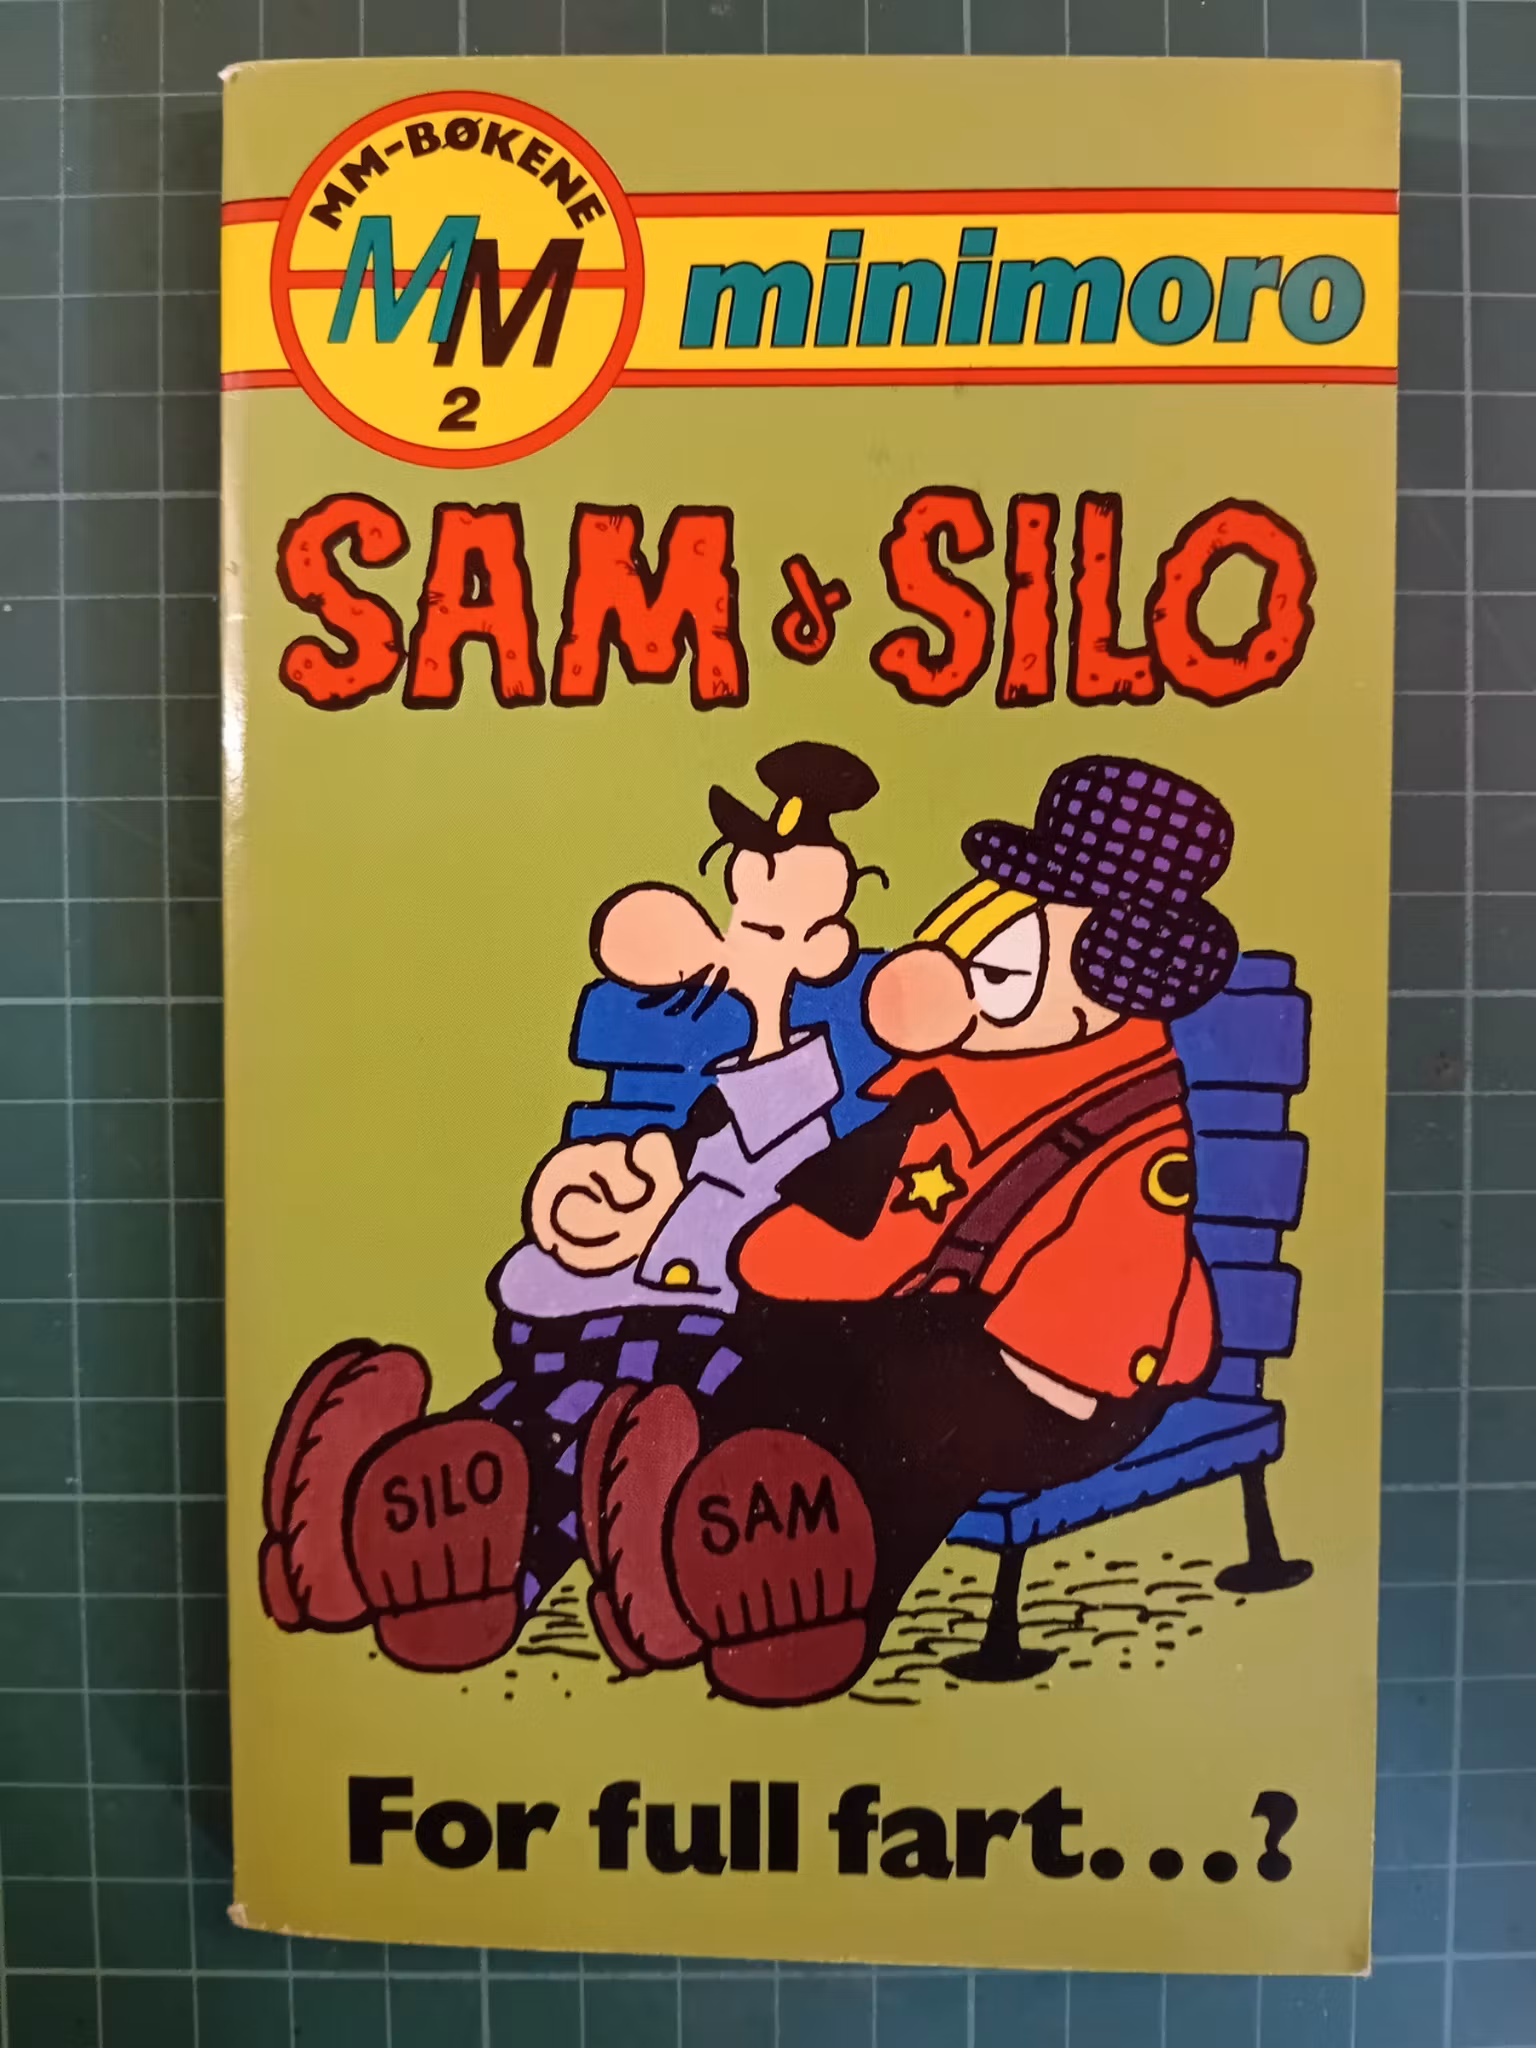 MM-BØKENE
MM
2
minimoro
SAM & SILO
SILO
SAM
For full fart...?